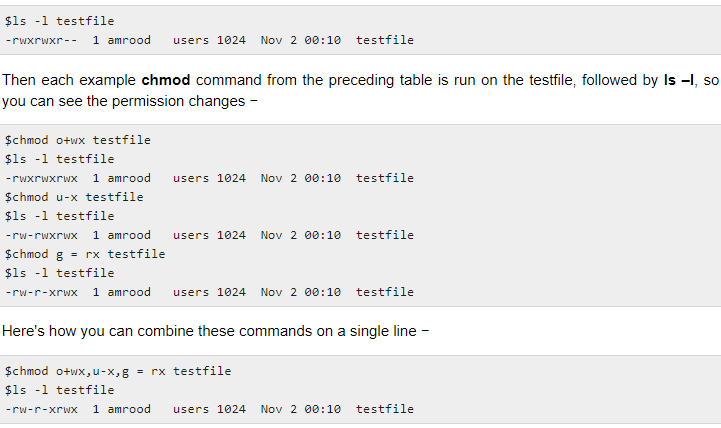 $ls -l testfile
-rwxrwxr--  1 amrood   users 1024  Nov 2 00:10  testfile
Then each example chmod command from the preceding table is run on the testfile, followed by ls –l, so
you can see the permission changes −
$chmod o+wx testfile
$ls -l testfile
-rwxrwxrwx  1 amrood   users 1024  Nov 2 00:10  testfile
$chmod u-x testfile
$ls -l testfile
-rw-rwxrwx  1 amrood   users 1024  Nov 2 00:10  testfile
$chmod g = rx testfile
$ls -l testfile
-rw-r-xrwx  1 amrood   users 1024  Nov 2 00:10  testfile
Here's how you can combine these commands on a single line −
$chmod o+wx,u-x,g = rx testfile
$ls -l testfile
-rw-r-xrwx  1 amrood   users 1024  Nov 2 00:10  testfile